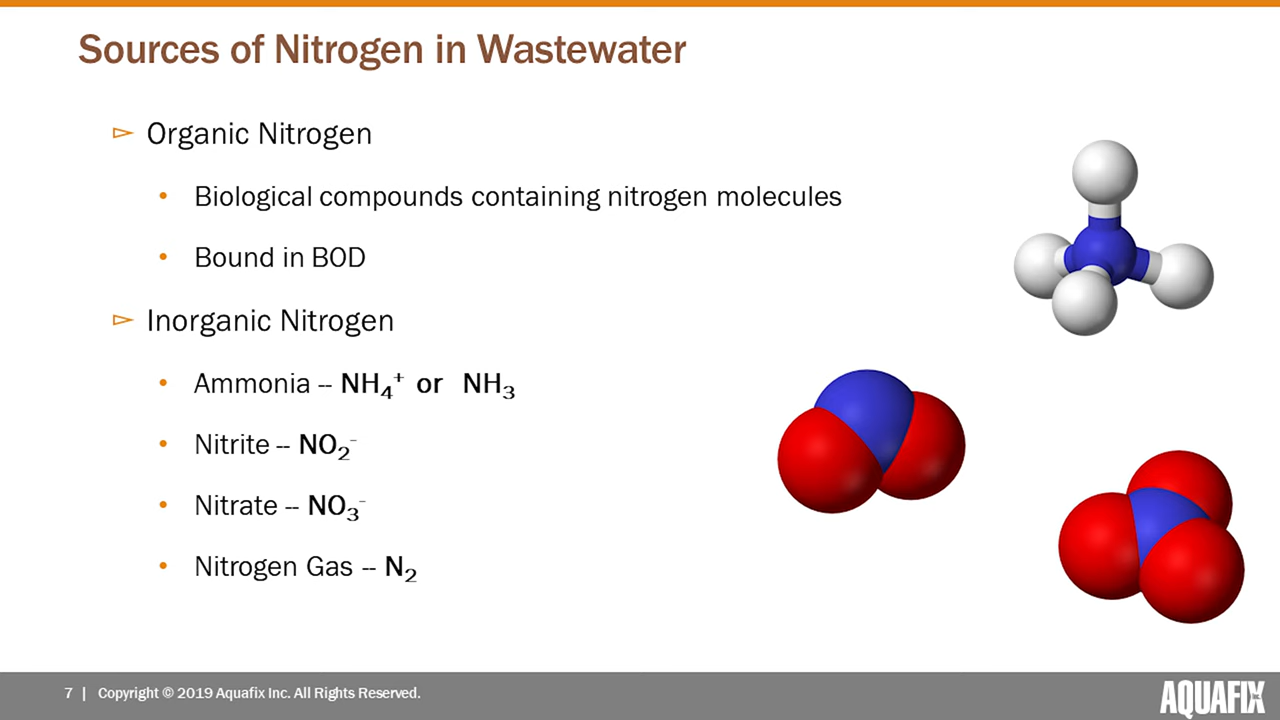 Sources of Nitrogen in Wastewater
▻ Organic Nitrogen
• Biological compounds containing nitrogen molecules
• Bound in BOD
▻ Inorganic Nitrogen
• Ammonia -- NH₄⁺ or NH₃
• Nitrite -- NO₂⁻
• Nitrate -- NO₃⁻
• Nitrogen Gas -- N₂
7 | Copyright © 2019 Aquafix Inc. All Rights Reserved.
AQUAFIX INC.